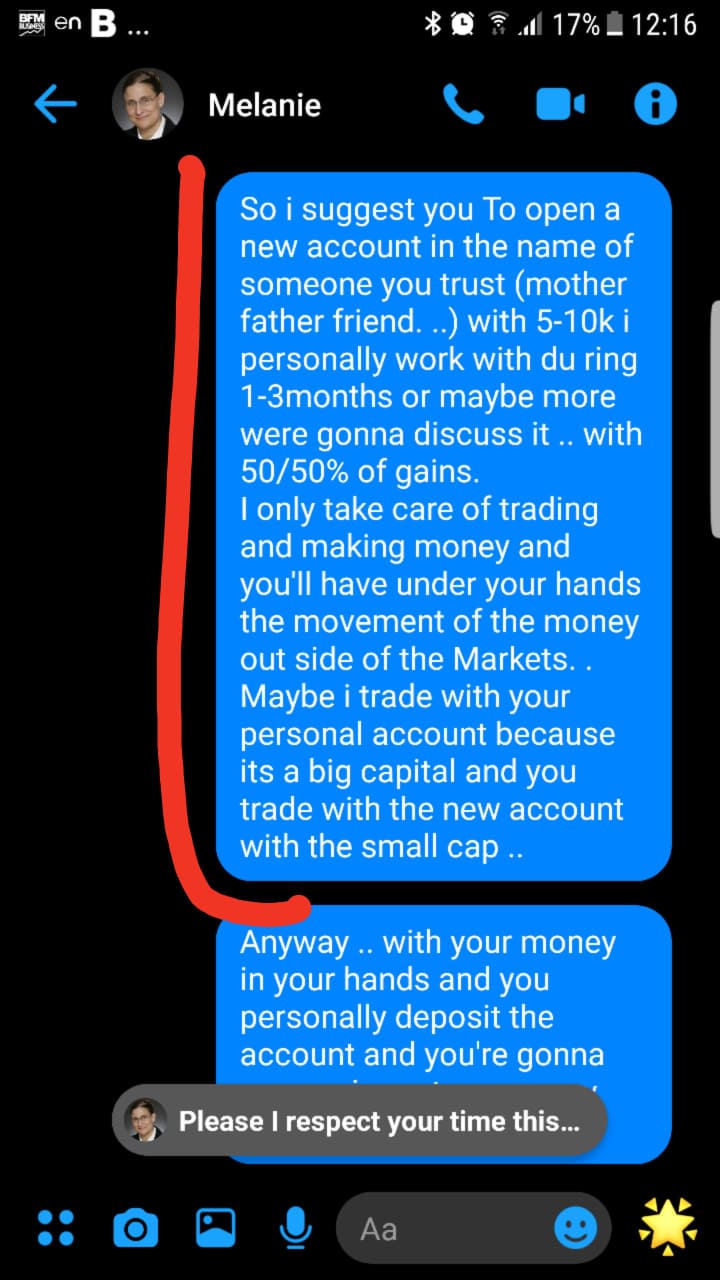 BFM
BUSINESS en B ... 17% 12:16
Melanie
So i suggest you To open a
new account in the name of
someone you trust (mother
father friend. ..) with 5-10k i
personally work with du ring
1-3months or maybe more
were gonna discuss it .. with
50/50% of gains.
I only take care of trading
and making money and
you'll have under your hands
the movement of the money
out side of the Markets. .
Maybe i trade with your
personal account because
its a big capital and you
trade with the new account
with the small cap ..
Anyway .. with your money
in your hands and you
personally deposit the
account and you're gonna
Please I respect your time this...
Aa